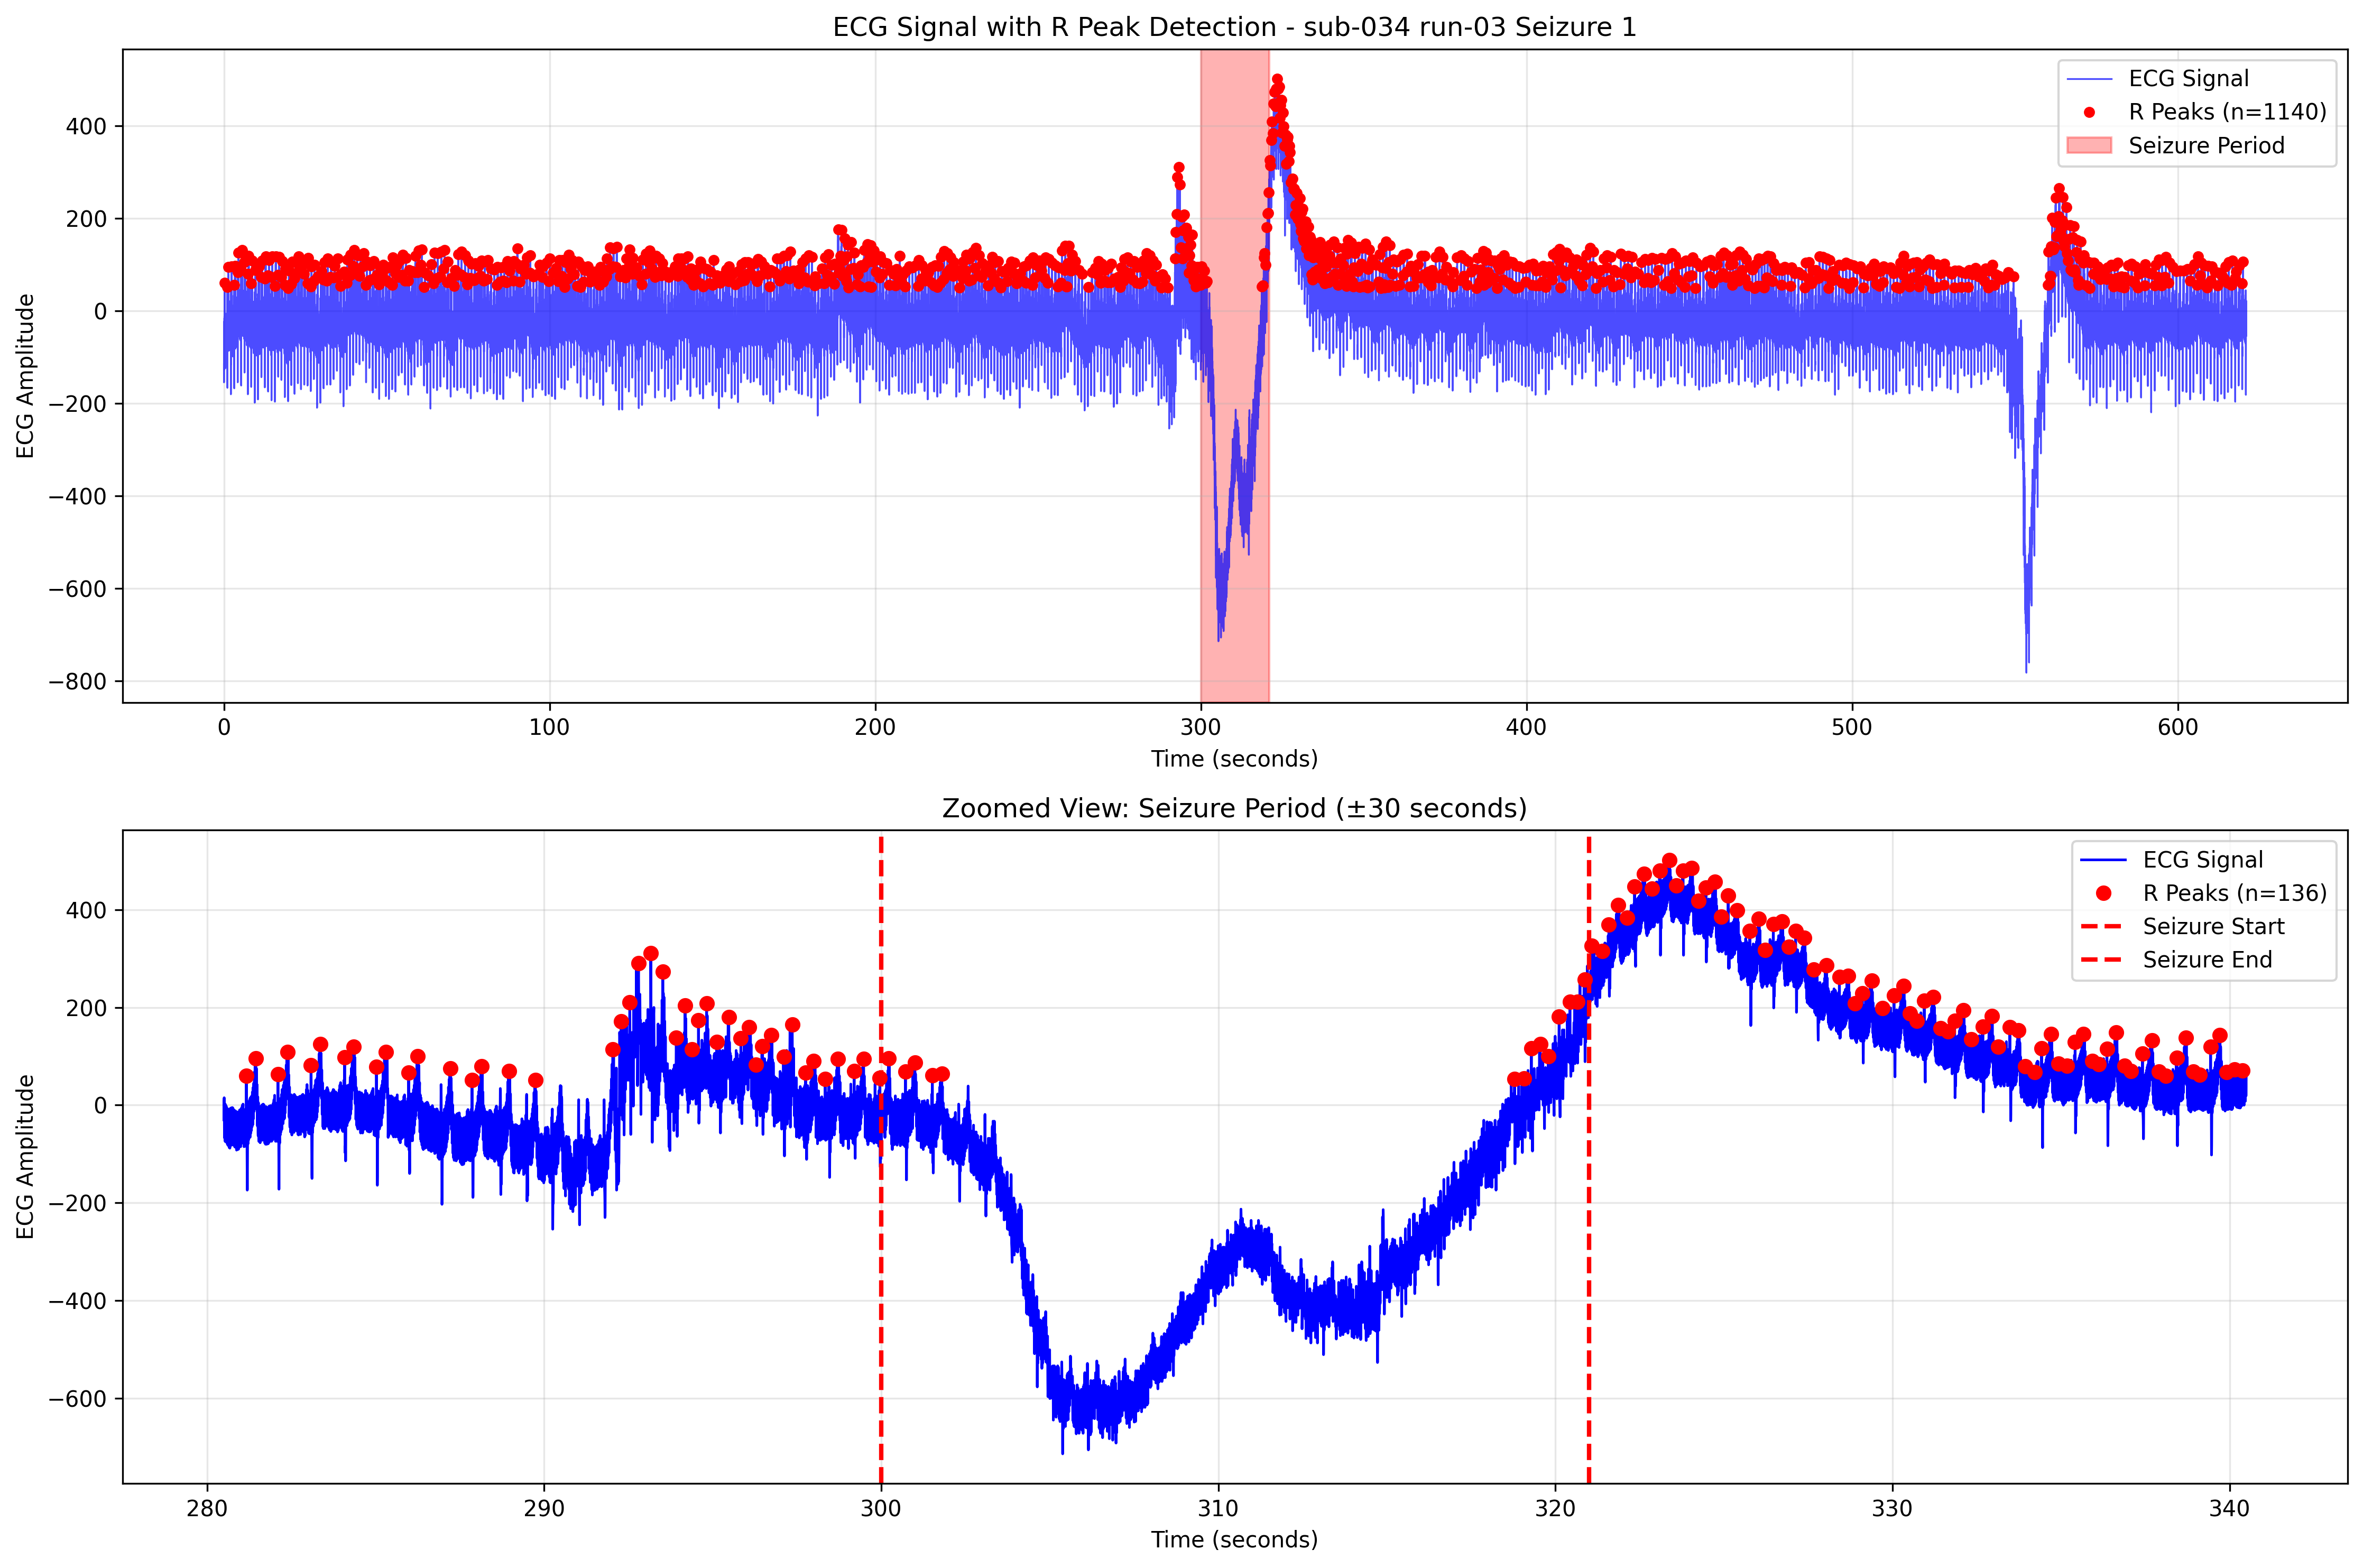 ECG Signal with R Peak Detection - sub-034 run-03 Seizure 1
ECG Signal
R Peaks (n=1140)
Seizure Period
400
200
0
−200
−400
−600
−800
ECG Amplitude
0 100 200 300 400 500 600
Time (seconds)
Zoomed View: Seizure Period (±30 seconds)
ECG Signal
R Peaks (n=136)
Seizure Start
Seizure End
400
200
0
−200
−400
−600
ECG Amplitude
280 290 300 310 320 330 340
Time (seconds)